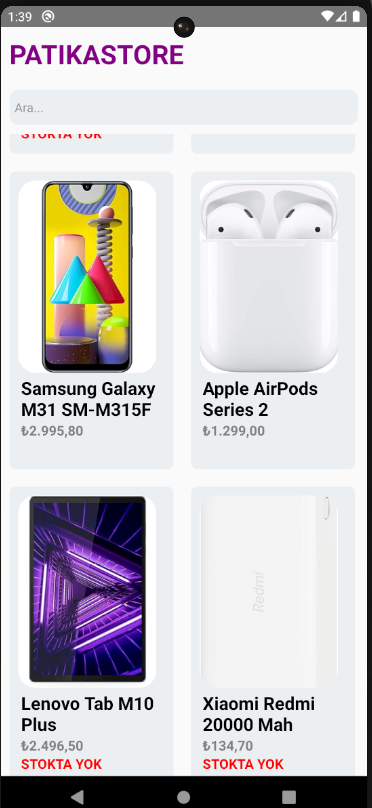 1:39
PATIKASTORE
Ara...
STOKTA YOK
Samsung Galaxy
M31 SM-M315F
₺2.995,80
Apple AirPods
Series 2
₺1.299,00
Redmi
Lenovo Tab M10
Plus
₺2.496,50
STOKTA YOK
Xiaomi Redmi
20000 Mah
₺134,70
STOKTA YOK